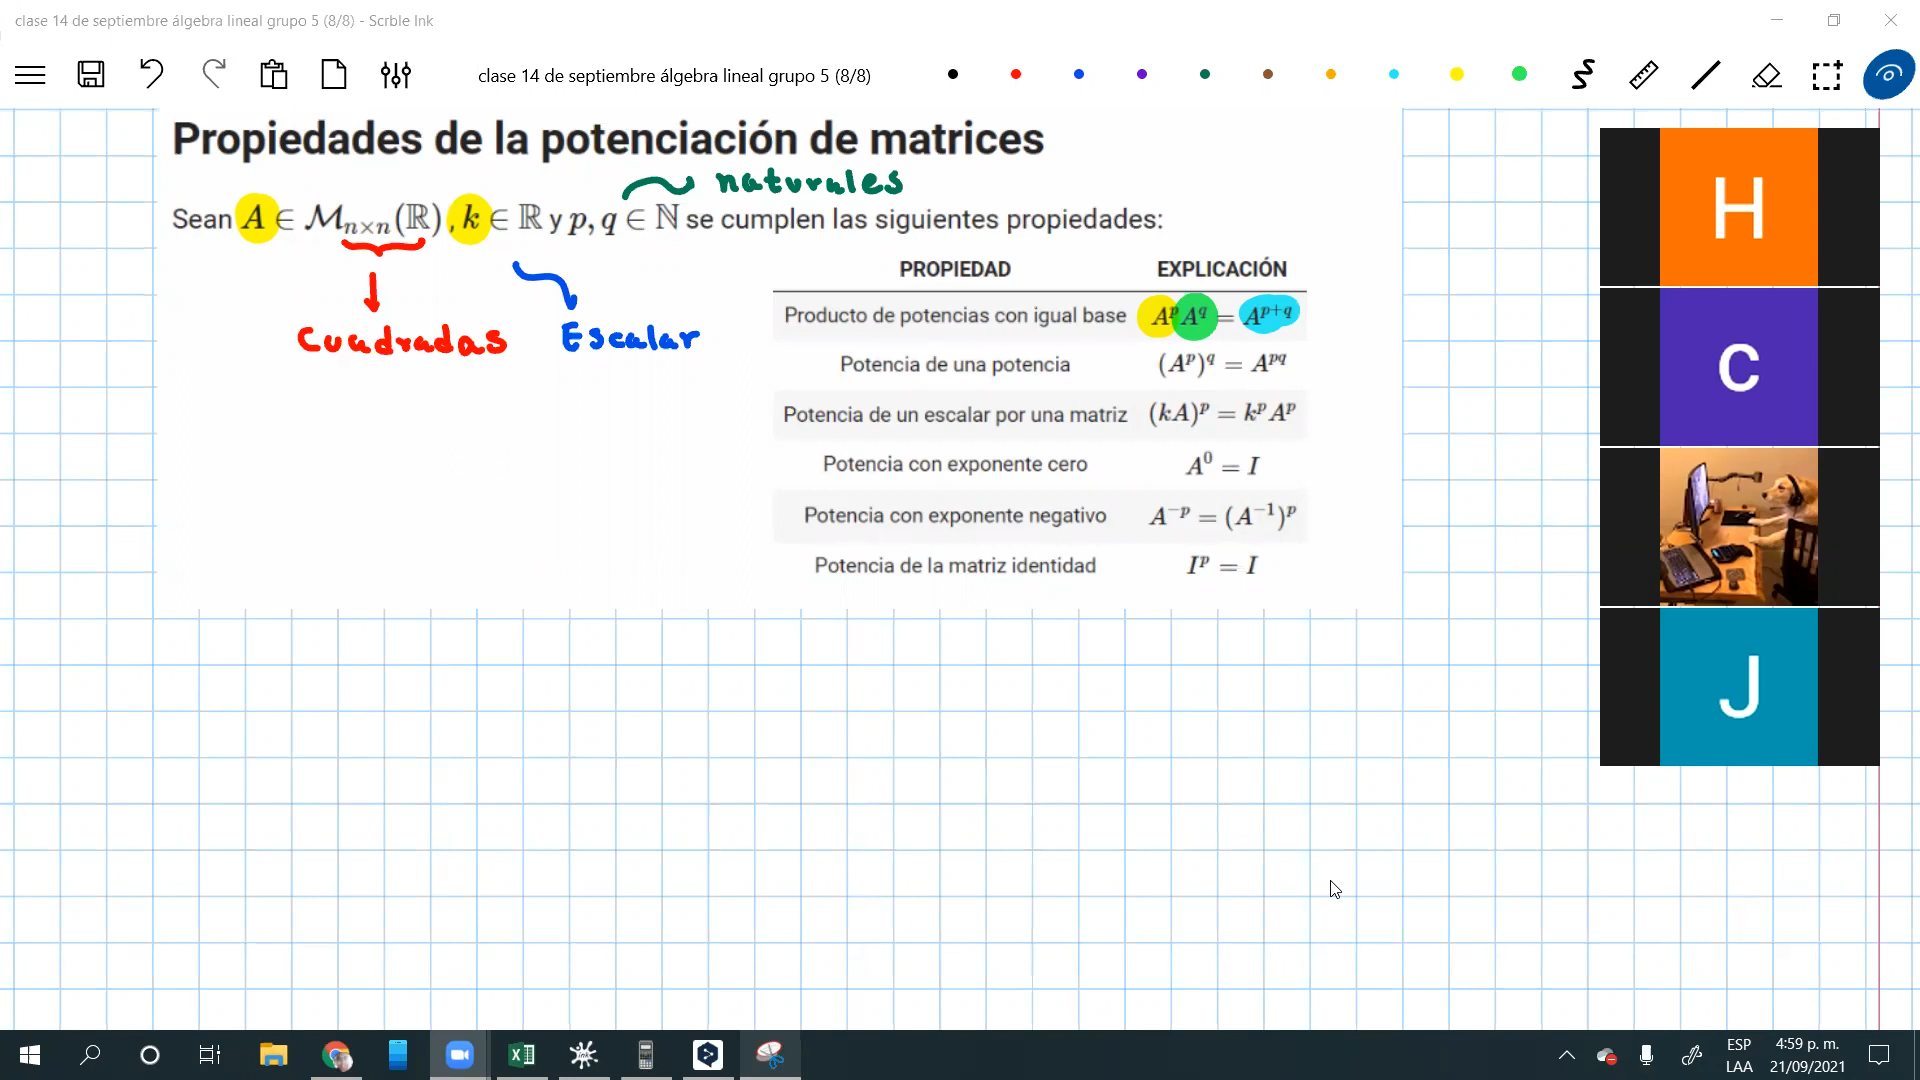 clase 14 de septiembre álgebra lineal grupo 5 (8/8) - Scrble Ink
clase 14 de septiembre álgebra lineal grupo 5 (8/8)
Propiedades de la potenciación de matrices
naturales
Sean A ∈ M_{n×n}(ℝ), k ∈ ℝ y p, q ∈ ℕ se cumplen las siguientes propiedades:
Cuadradas
Escalar
PROPIEDAD EXPLICACIÓN
Producto de potencias con igual base A^p A^q = A^{p+q}
Potencia de una potencia (A^p)^q = A^{pq}
Potencia de un escalar por una matriz (kA)^p = k^p A^p
Potencia con exponente cero A^0 = I
Potencia con exponente negativo A^{-p} = (A^{-1})^p
Potencia de la matriz identidad I^p = I
H
C
J
ESP
LAA
4:59 p. m.
21/09/2021